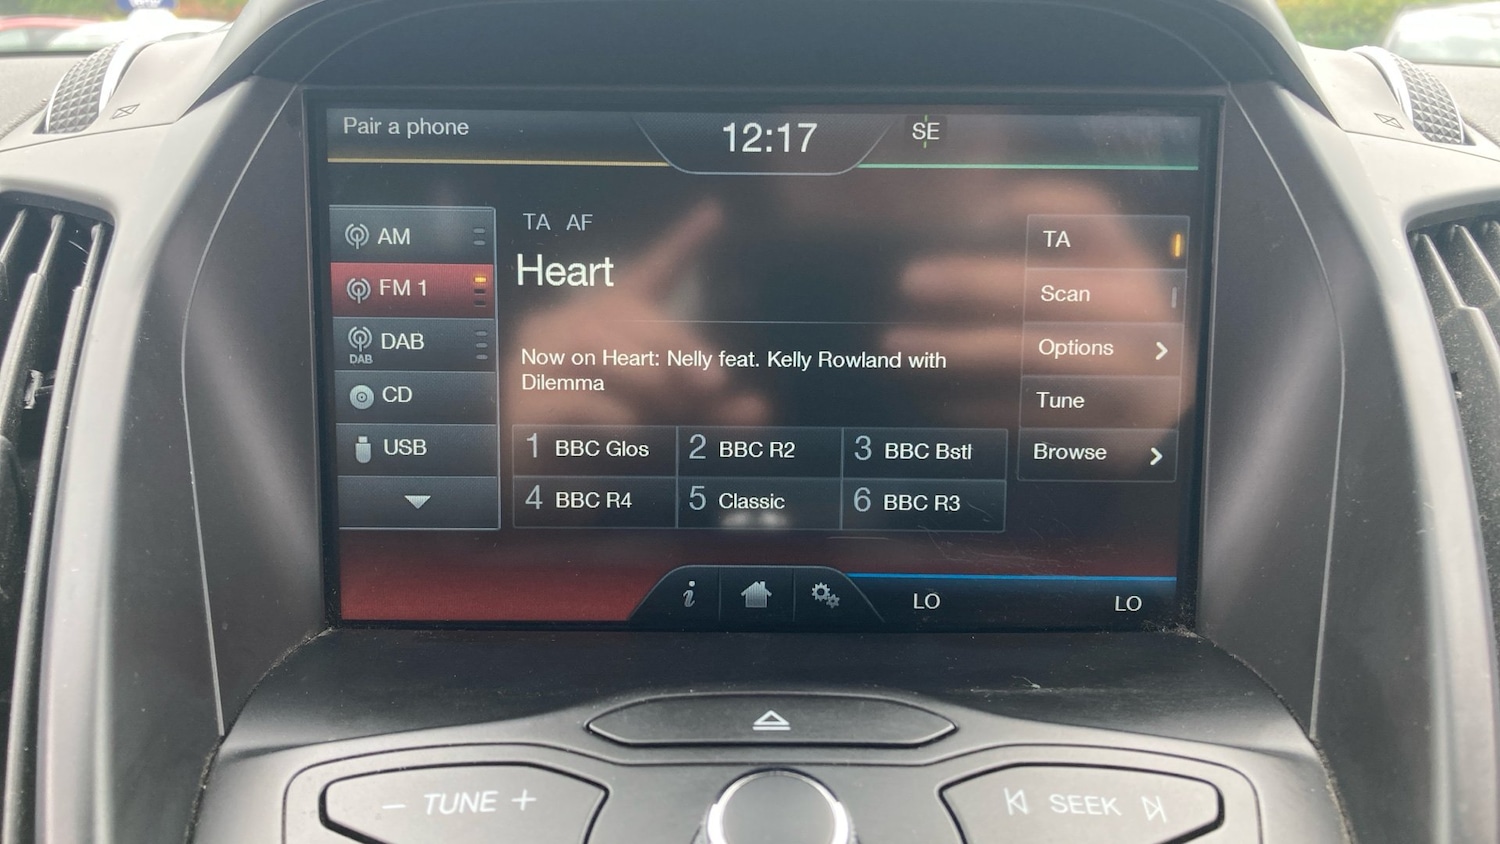 Pair a phone
12:17
SE
AM
FM 1
DAB
DAB
CD
USB
TA AF
Heart
Now on Heart: Nelly feat. Kelly Rowland with
Dilemma
1 BBC Glos
2 BBC R2
3 BBC Bstl
4 BBC R4
5 Classic
6 BBC R3
TA
Scan
Options
Tune
Browse
i
LO
LO
– TUNE +
SEEK